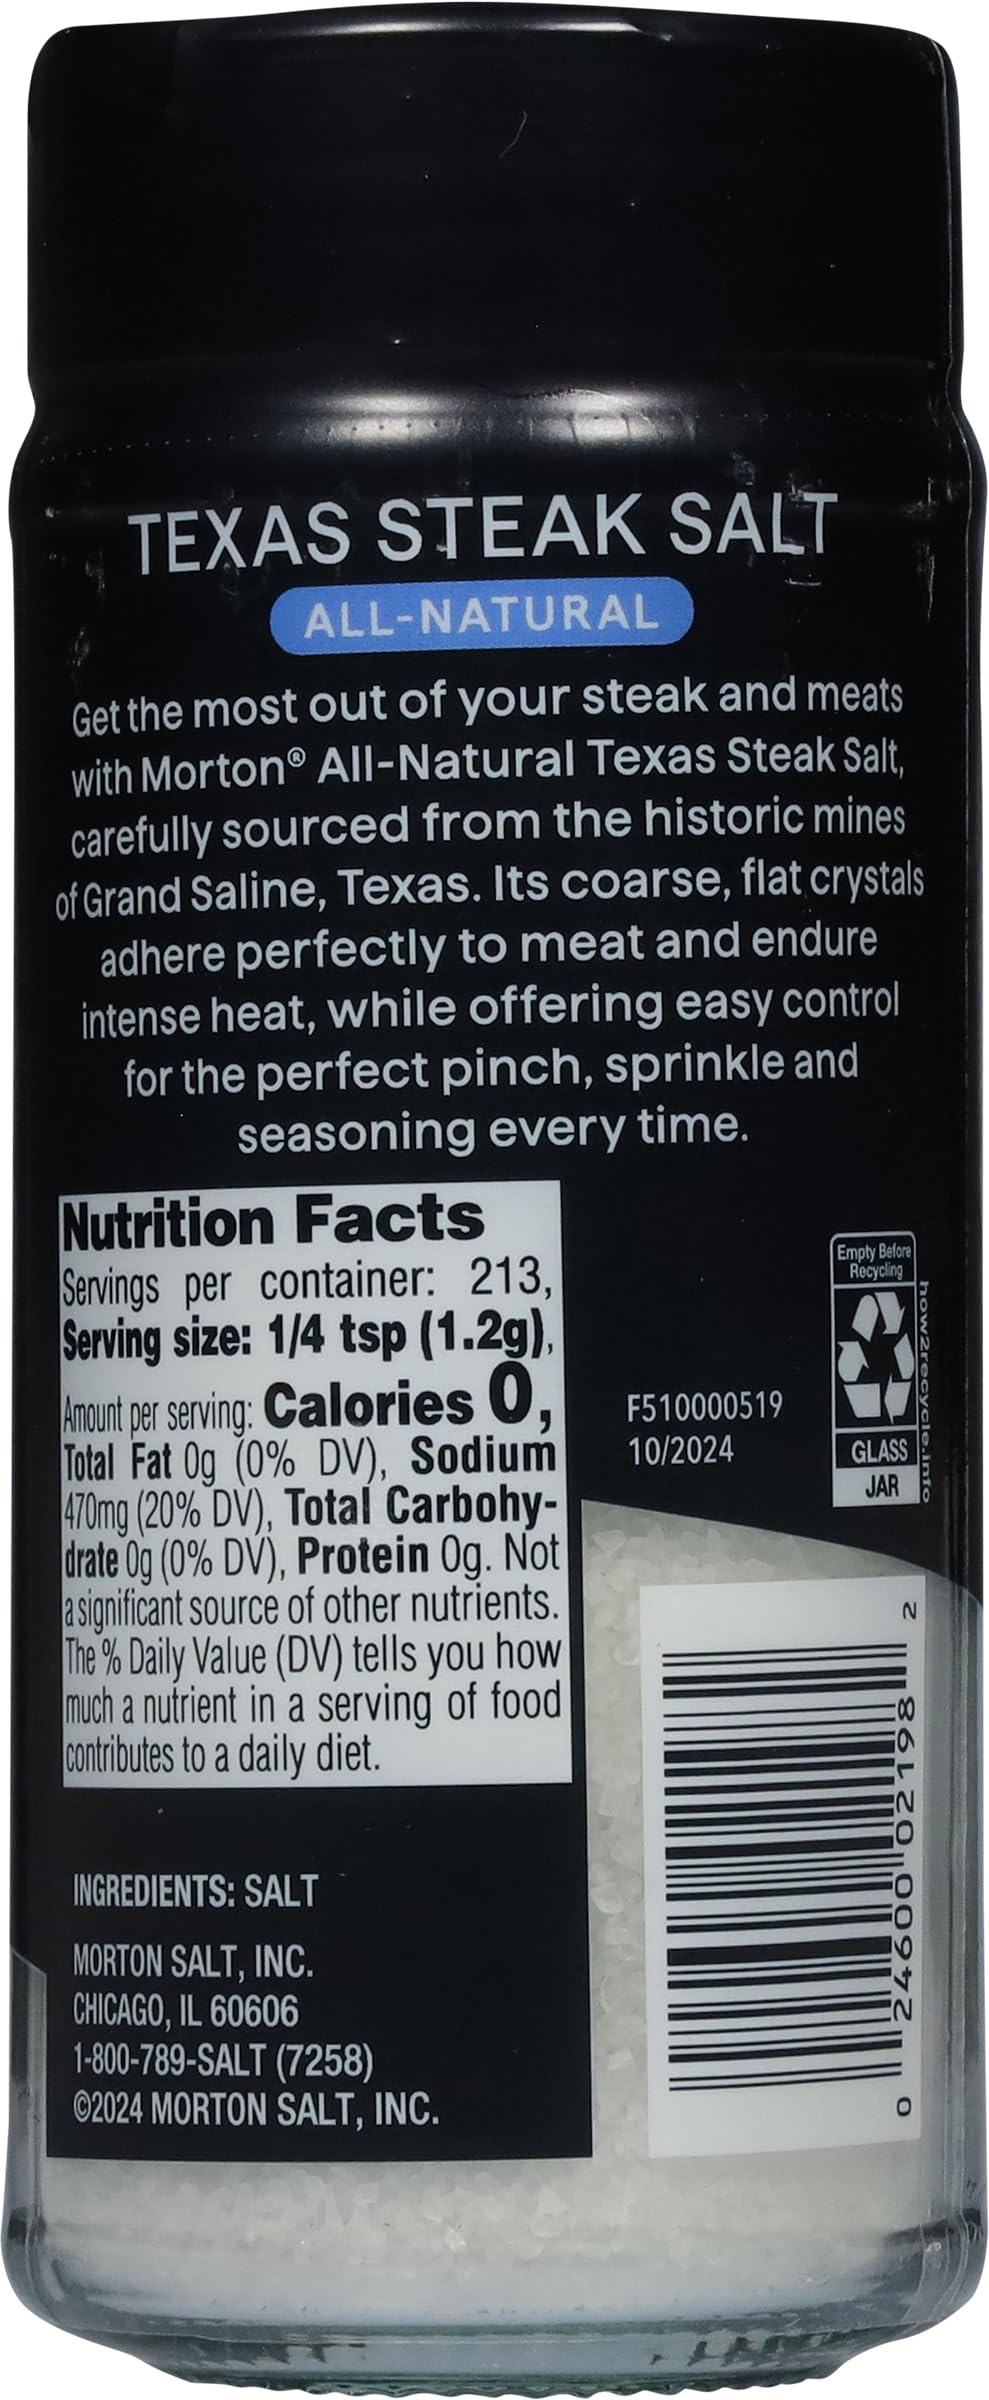 TEXAS STEAK SALT
ALL-NATURAL
Get the most out of your steak and meats
with Morton® All-Natural Texas Steak Salt,
carefully sourced from the historic mines
of Grand Saline, Texas. Its coarse, flat crystals
adhere perfectly to meat and endure
intense heat, while offering easy control
for the perfect pinch, sprinkle and
seasoning every time.
Nutrition Facts
Servings per container: 213,
Serving size: 1/4 tsp (1.2g),
Amount per serving: Calories 0,
Total Fat 0g (0% DV), Sodium
470mg (20% DV), Total Carbohy-
drate 0g (0% DV), Protein 0g. Not
a significant source of other nutrients.
The % Daily Value (DV) tells you how
much a nutrient in a serving of food
contributes to a daily diet.
INGREDIENTS: SALT
MORTON SALT, INC.
CHICAGO, IL 60606
1-800-789-SALT (7258)
©2024 MORTON SALT, INC.
F510000519
10/2024
Empty Before
Recycling
GLASS
JAR
how2recycle.info
0 24600 02198 2